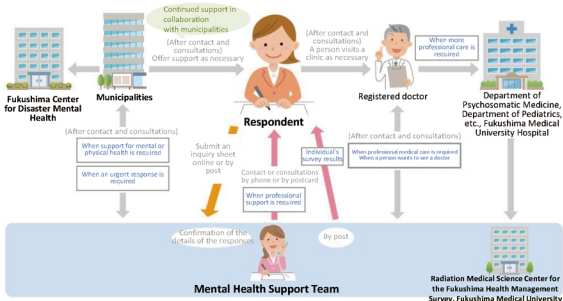 Continued support in
collaboration
with municipalities
(After contact and
consultations)
Offer support as necessary
(After contact and
consultations)
A person visits a
clinic as necessary
When more
professional care is
required
Fukushima Center
for Disaster Mental
Health
Municipalities
Respondent
Registered doctor
Department of
Psychosomatic Medicine,
Department of Pediatrics,
etc., Fukushima Medical
University Hospital
(After contact and consultations)
When support for mental or
physical health is required
When an urgent response is
required
Submit an
inquiry sheet
online or by
post
Contact or consultations
by phone or by postcard
When professional
support is required
Individual's
survey results
(After contact and consultations)
When professional medical care is required
When a person wants to see a doctor
Confirmation of the
details of the responses
By post
Mental Health Support Team
Radiation Medical Science Center for
the Fukushima Health Management
Survey, Fukushima Medical University